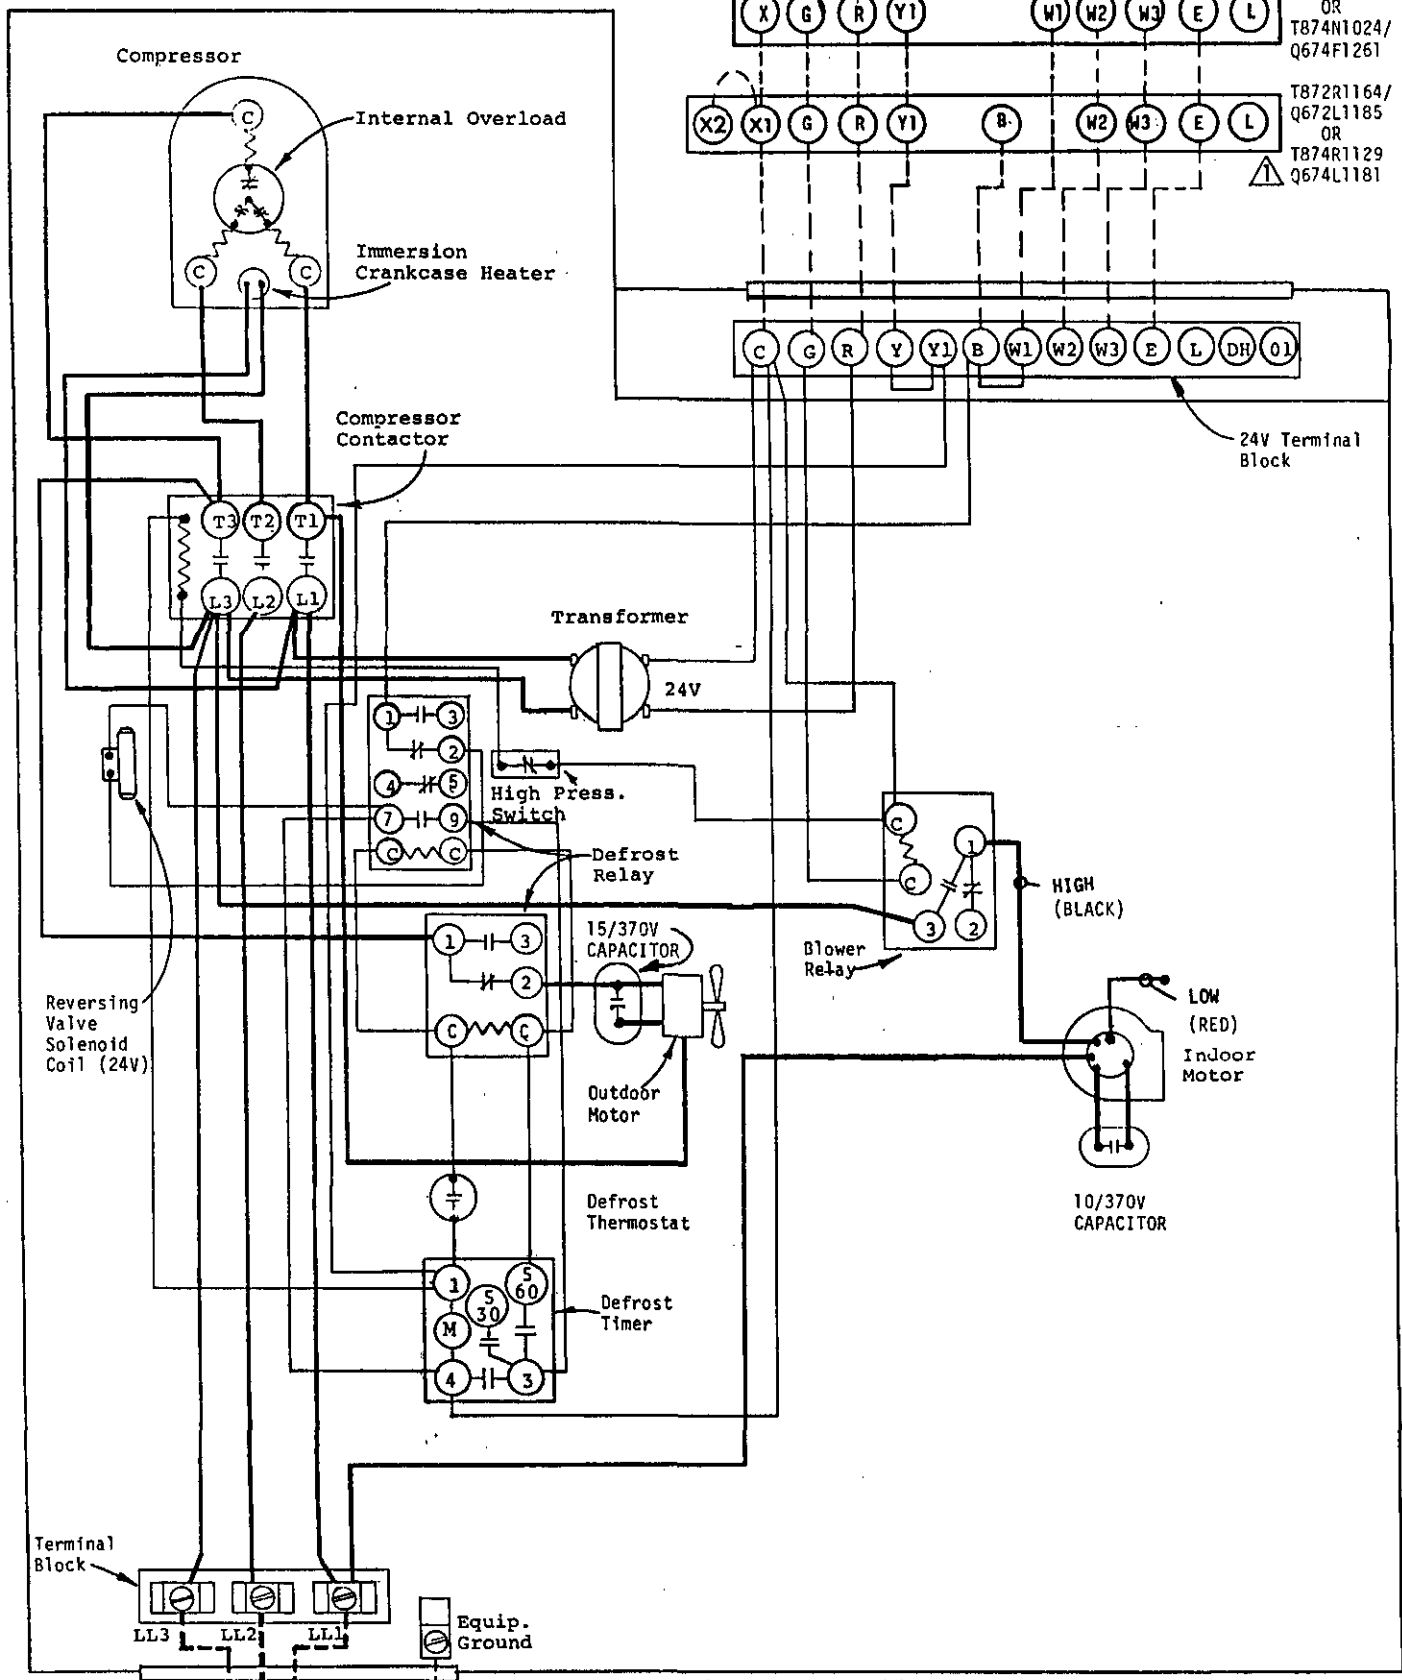 X G R Y1 W1 W2 W3 E L
OR
T874N1024/
Q674F1261
X2 X1 G R Y1 B W2 W3 E L
T872R1164/
Q672L1185
OR
T874R1129
Q674L1181
1
Compressor
C
Internal Overload
Immersion
Crankcase Heater
C C
C G R Y Y1 B W1 W2 W3 E L DH 01
24V Terminal
Block
Compressor
Contactor
T3 T2 T1
L3 L2 L1
Transformer
24V
1 3
2
4 5
7 9
C C
High Press.
Switch
Defrost
Relay
C
C
1
3 2
HIGH
(BLACK)
Blower
Relay
1 3
2
C C
15/370V
CAPACITOR
Reversing
Valve
Solenoid
Coil (24V)
Outdoor
Motor
LOW
(RED)
Indoor
Motor
10/370V
CAPACITOR
Defrost
Thermostat
1
S
30
S
60
M
4 3
Defrost
Timer
Terminal
Block
LL3 LL2 LL1
Equip.
Ground